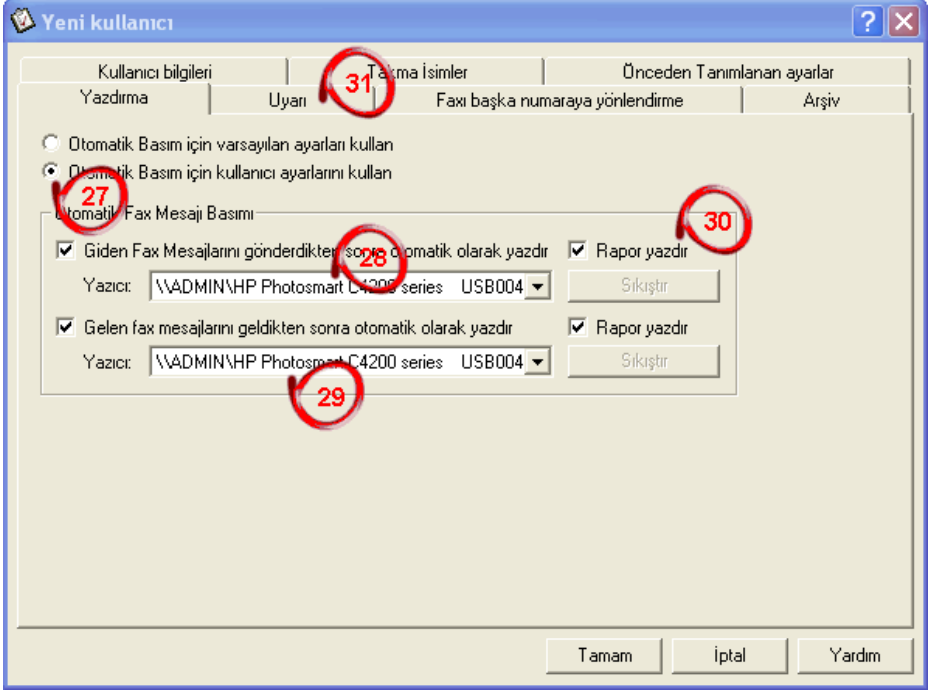 Yeni kullanıcı
Kullanıcı bilgileri Takma İsimler Önceden Tanımlanan ayarlar
31
Yazdırma Uyarı Faxı başka numaraya yönlendirme Arşiv
Otomatik Basım için varsayılan ayarları kullan
Otomatik Basım için kullanıcı ayarlarını kullan
27
Otomatik Fax Mesajı Basımı
30
Giden Fax Mesajlarını gönderdikten sonra otomatik olarak yazdır Rapor yazdır
28
Yazıcı: \\ADMIN\HP Photosmart C4200 series USB004 Sıkıştır
Gelen fax mesajlarını geldikten sonra otomatik olarak yazdır Rapor yazdır
Yazıcı: \\ADMIN\HP Photosmart C4200 series USB004 Sıkıştır
29
Tamam İptal Yardım